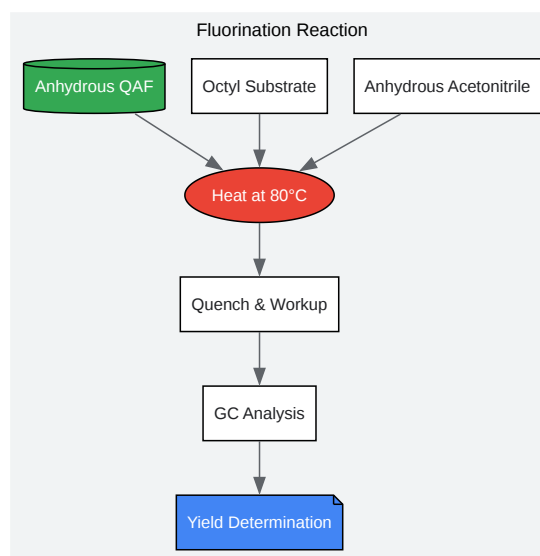 Fluorination Reaction
Anhydrous QAF
Octyl Substrate
Anhydrous Acetonitrile
Heat at 80°C
Quench & Workup
GC Analysis
Yield Determination